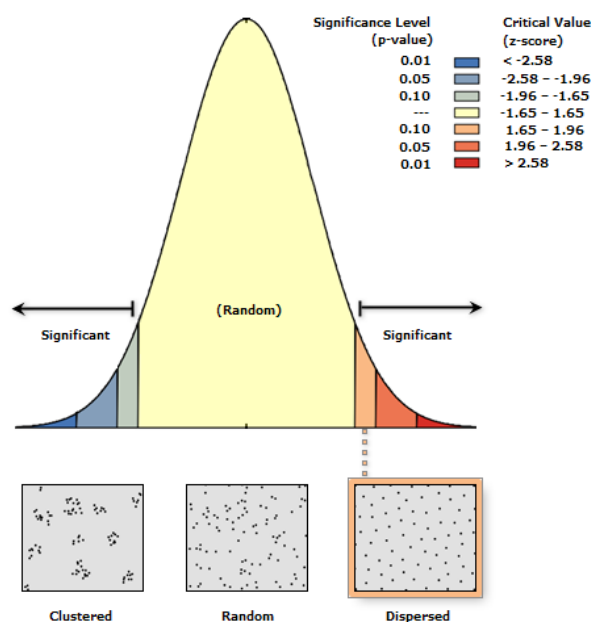 Significance Level Critical Value
(p-value) (z-score)
0.01 < -2.58
0.05 -2.58 – -1.96
0.10 -1.96 – -1.65
--- -1.65 – 1.65
0.10 1.65 – 1.96
0.05 1.96 – 2.58
0.01 > 2.58
(Random)
Significant Significant
Clustered Random Dispersed